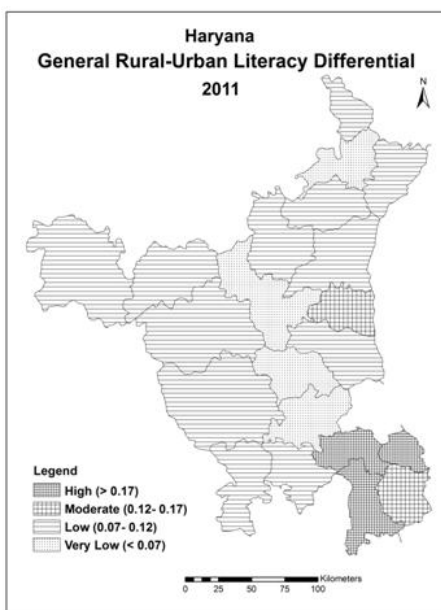 Haryana
General Rural-Urban Literacy Differential
2011
N
Legend
High (> 0.17)
Moderate (0.12- 0.17)
Low (0.07- 0.12)
Very Low (< 0.07)
Kilometers
0 25 50 100